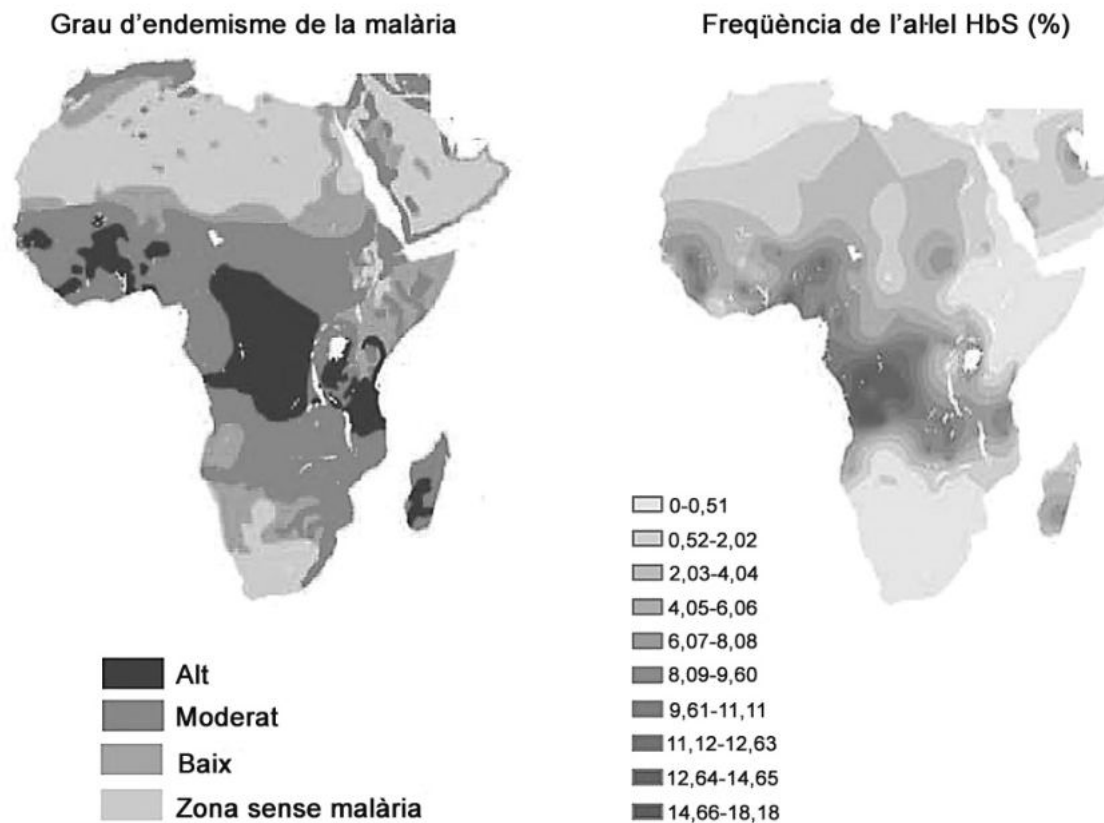 Grau d'endemisme de la malària
Freqüència de l'al·lel HbS (%)
Alt
Moderat
Baix
Zona sense malària
0-0,51
0,52-2,02
2,03-4,04
4,05-6,06
6,07-8,08
8,09-9,60
9,61-11,11
11,12-12,63
12,64-14,65
14,66-18,18